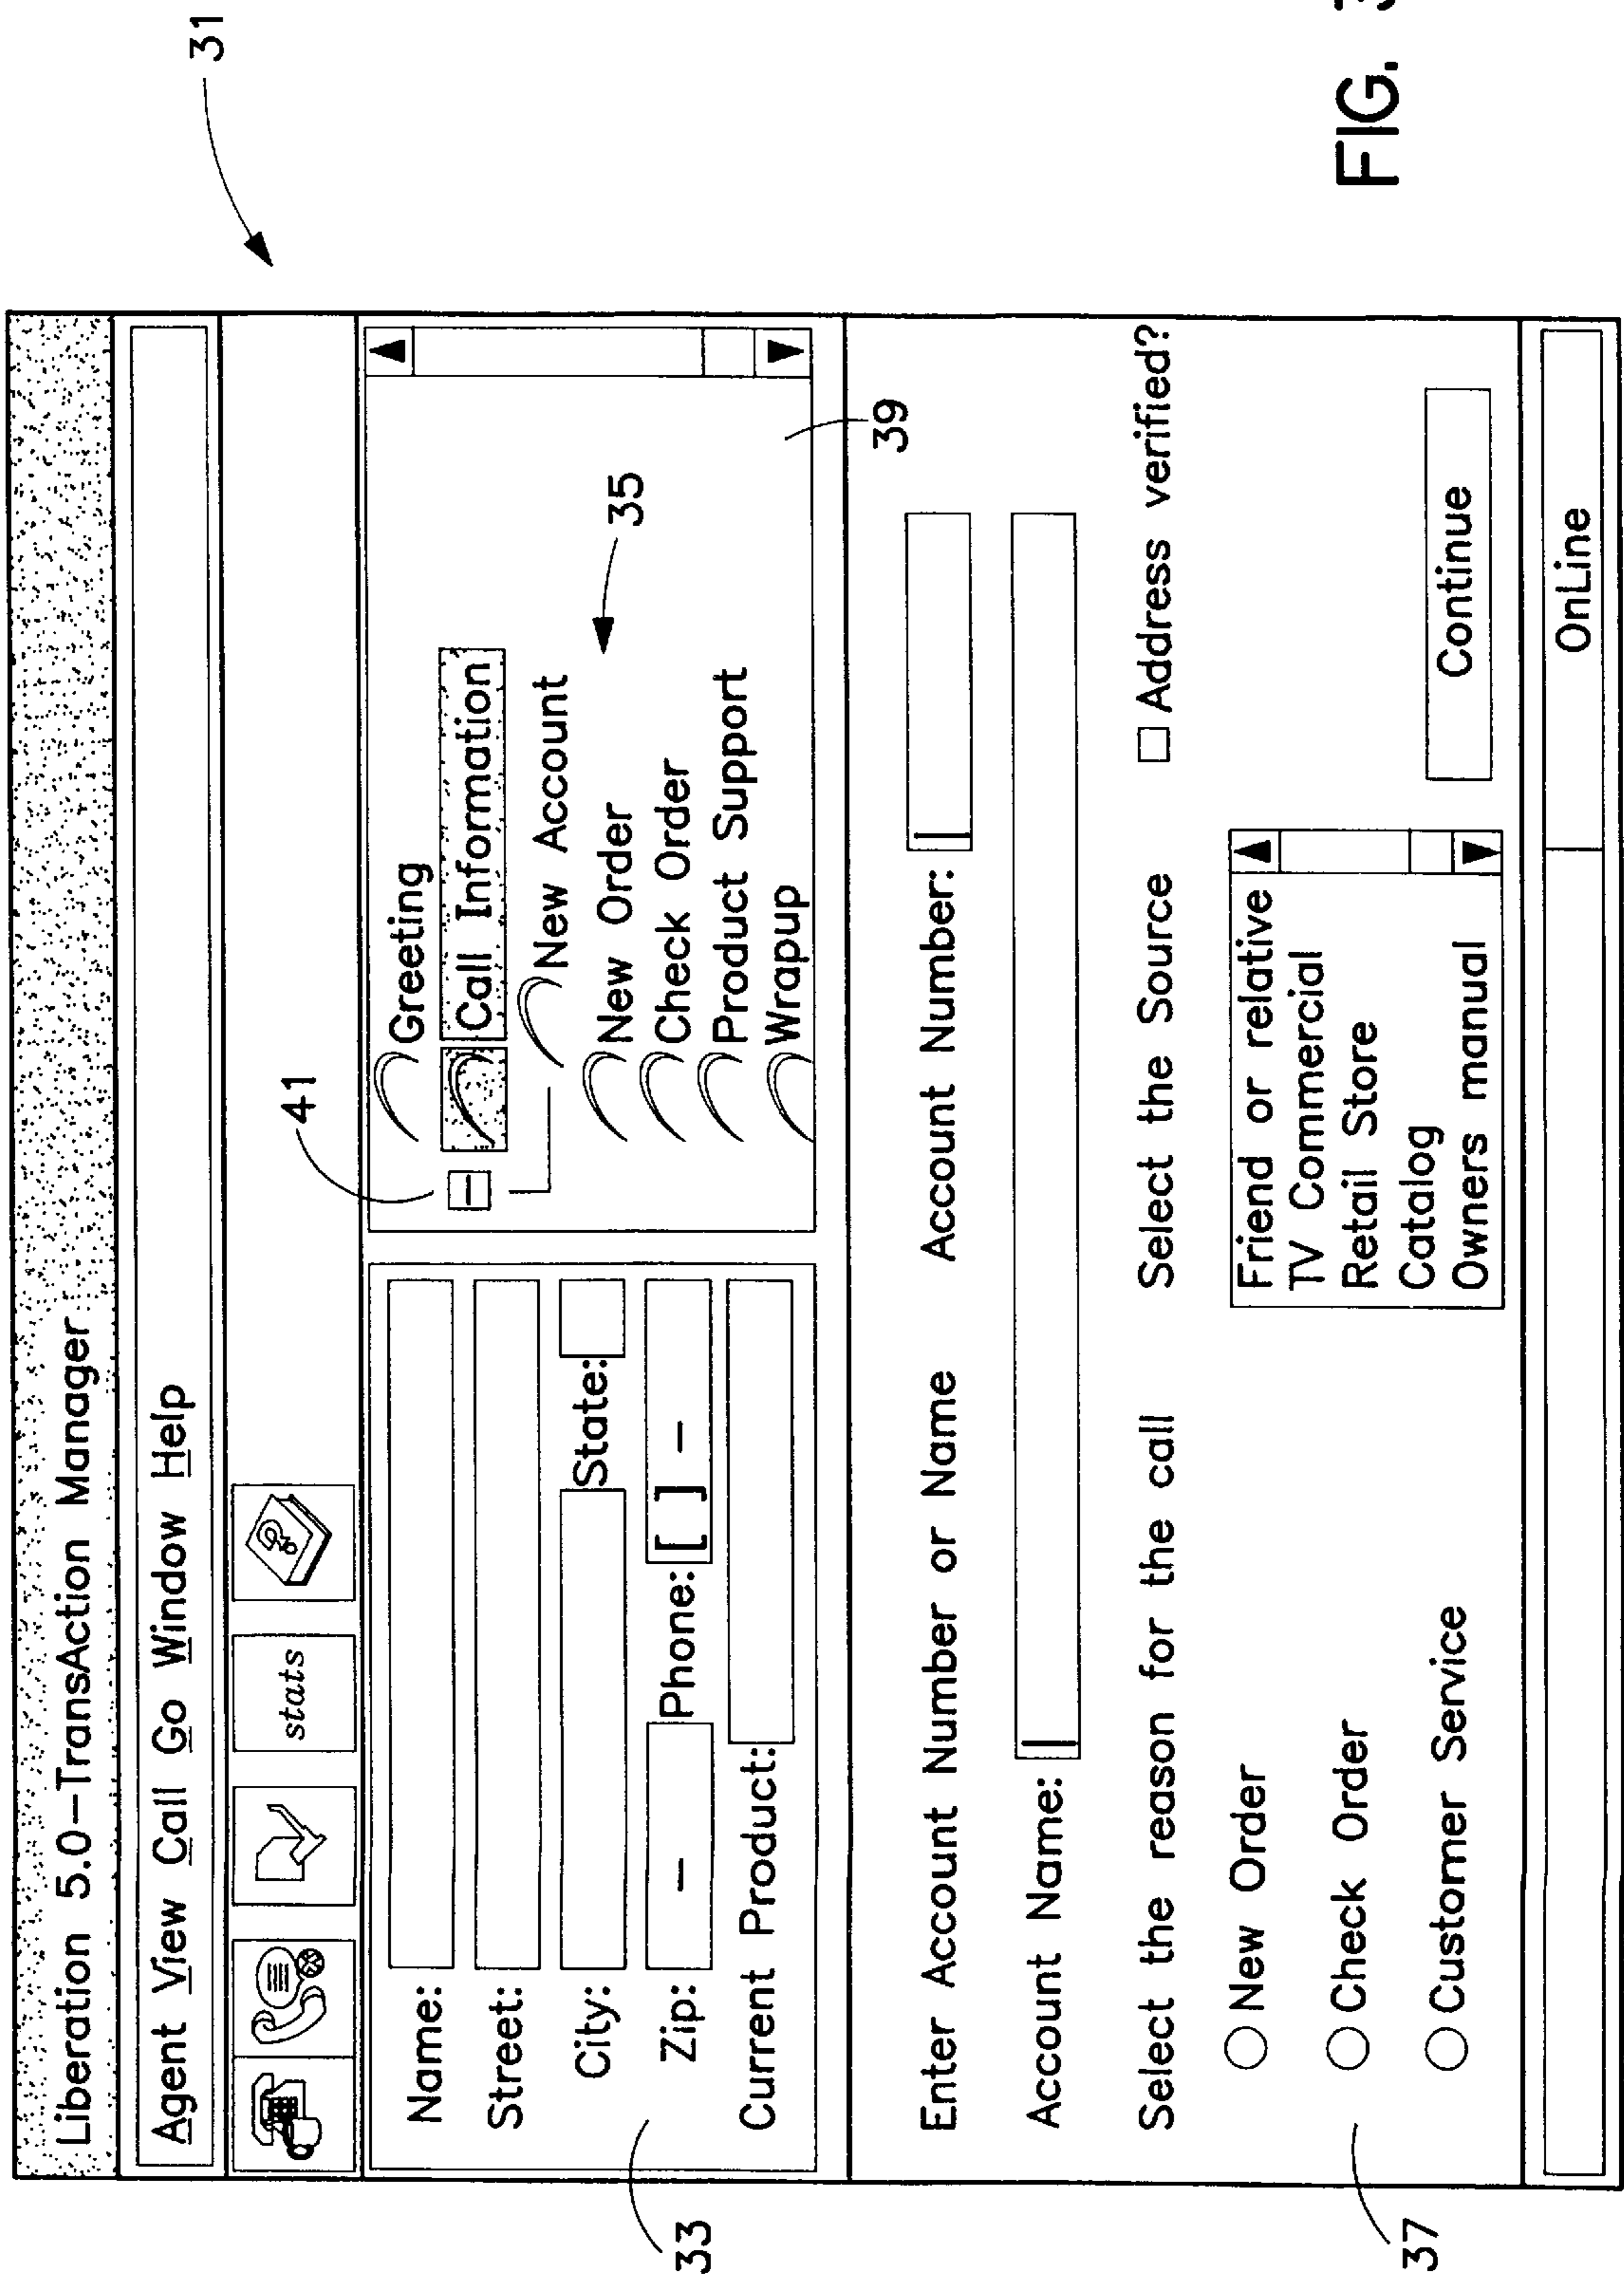 31
Liberation 5.0-TransAction Manager
Agent View Call Go Window Help
stats
41
Name:
Street:
City: State:
Zip: - Phone: [ ] -
Current Product:
33
Greeting
Call Information
New Account
New Order
Check Order
Product Support
Wrapup
35
39
Enter Account Number or Name Account Number:
Account Name:
Select the reason for the call Select the Source Address verified?
New Order
Check Order
Customer Service
Friend or relative
TV Commercial
Retail Store
Catalog
Owners manual
Continue
OnLine
37
FIG. 3